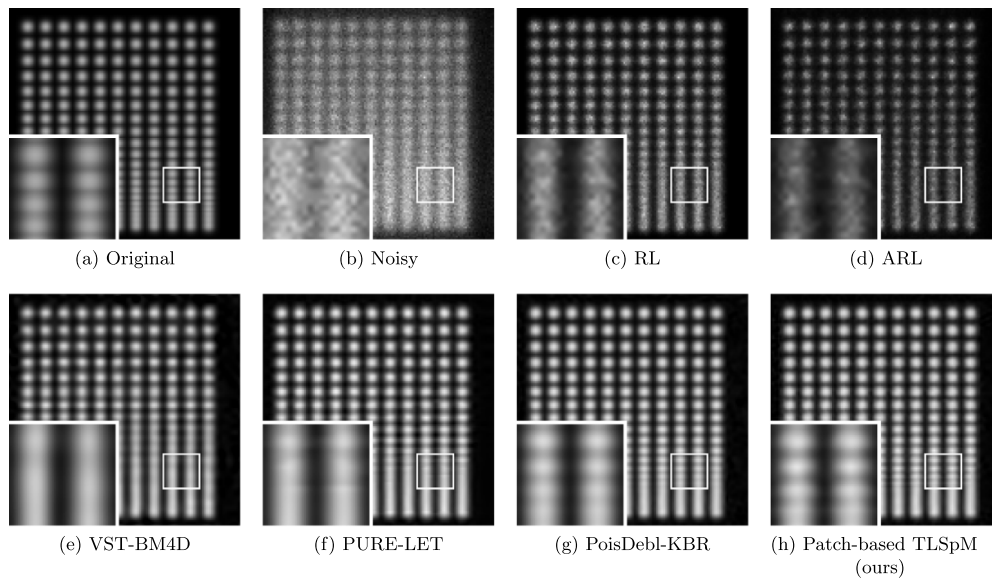 (a) Original
(b) Noisy
(c) RL
(d) ARL
(e) VST-BM4D
(f) PURE-LET
(g) PoisDebl-KBR
(h) Patch-based TLSpM
(ours)